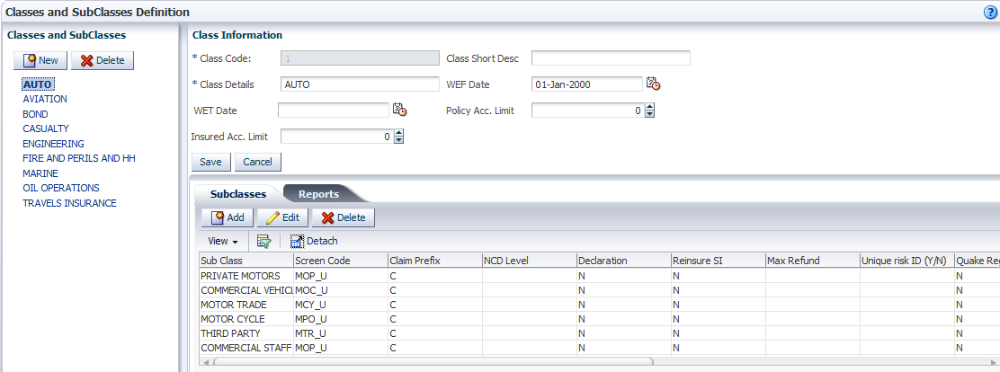 Classes and SubClasses Definition
Classes and SubClasses
New Delete
AUTO
AVIATION
BOND
CASUALTY
ENGINEERING
FIRE AND PERILS AND HH
MARINE
OIL OPERATIONS
TRAVELS INSURANCE
Class Information
* Class Code: 1 Class Short Desc
* Class Details AUTO WEF Date 01-Jan-2000
WET Date Policy Acc. Limit 0
Insured Acc. Limit 0
Save Cancel
Subclasses Reports
Add Edit Delete
View Detach
Sub Class Screen Code Claim Prefix NCD Level Declaration Reinsure SI Max Refund Unique risk ID (Y/N) Quake Reg
PRIVATE MOTORS MOP_U C N N N
COMMERCIAL VEHICL MOC_U C N N N
MOTOR TRADE MCY_U C N N N
MOTOR CYCLE MPO_U C N N N
THIRD PARTY MTR_U C N N N
COMMERCIAL STAFF MOP_U C N N N